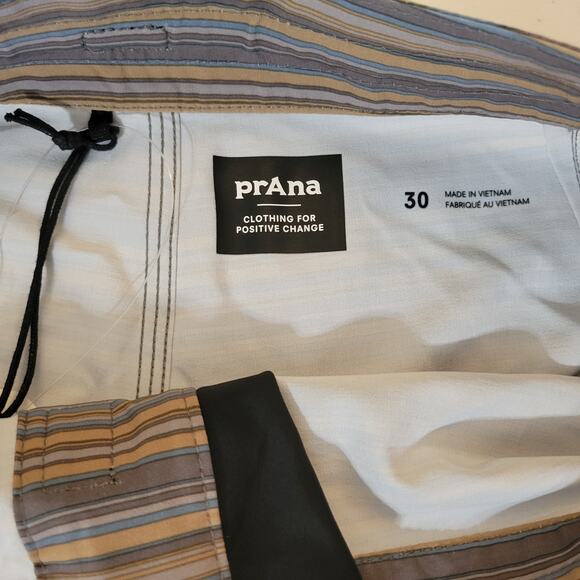 prAna
CLOTHING FOR
POSITIVE CHANGE
30
MADE IN VIETNAM
FABRIQUÉ AU VIETNAM